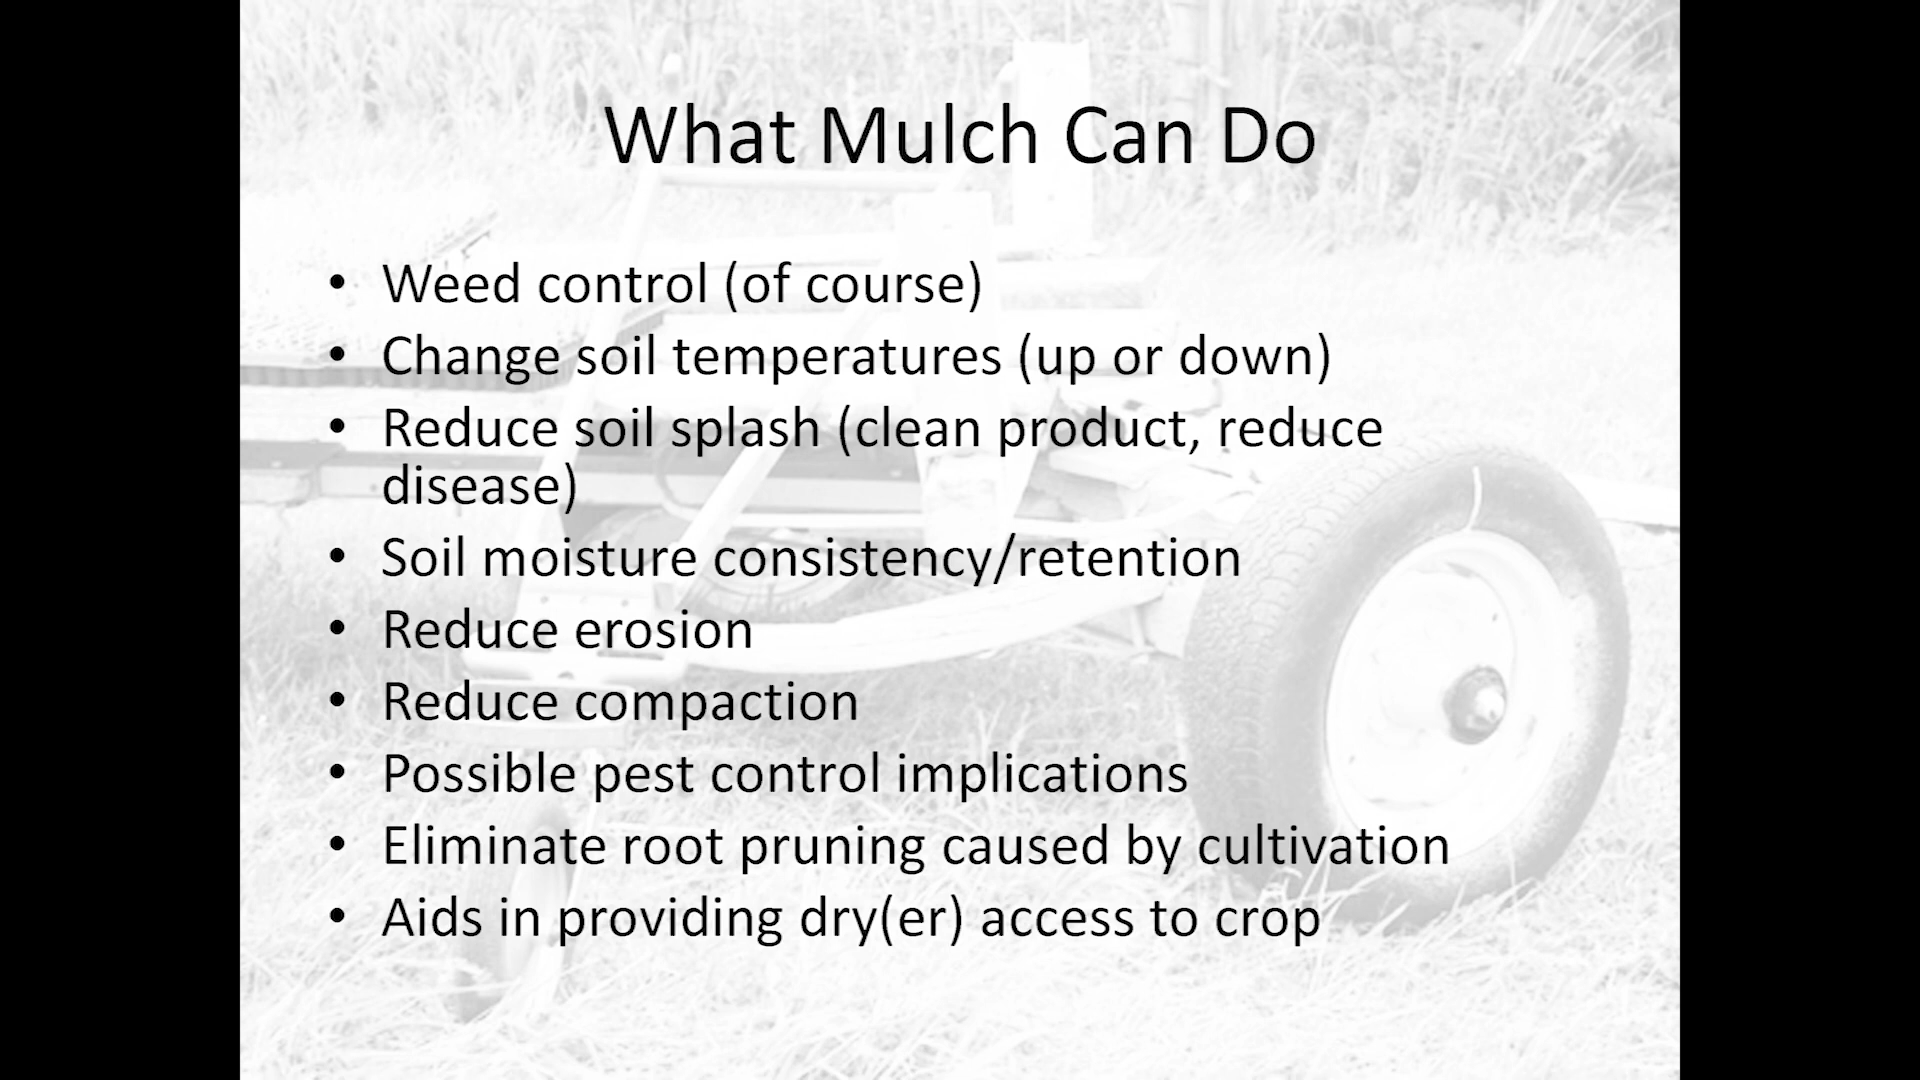 What Mulch Can Do
• Weed control (of course)
• Change soil temperatures (up or down)
• Reduce soil splash (clean product, reduce
disease)
• Soil moisture consistency/retention
• Reduce erosion
• Reduce compaction
• Possible pest control implications
• Eliminate root pruning caused by cultivation
• Aids in providing dry(er) access to crop